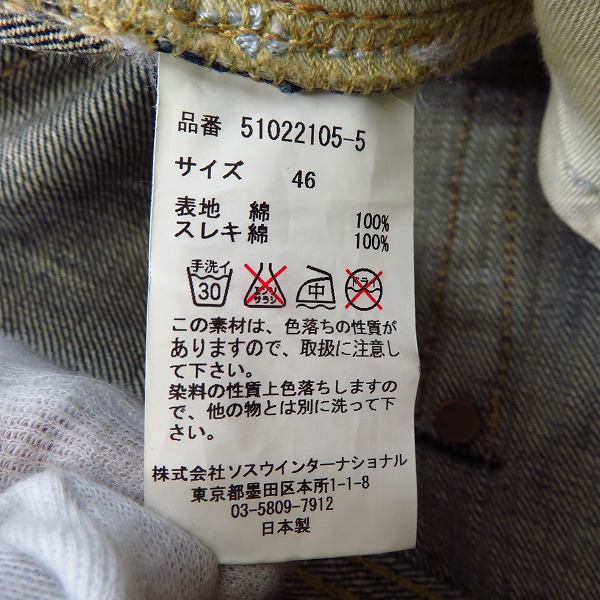 品番 51022105-5
サイズ 46
表地 綿 100%
スレキ 綿 100%
手洗イ 30 エンソ サラシ 中 ドライ
この素材は、色落ちの性質が
ありますので、取扱に注意し
て下さい。
染料の性質上色落ちしますの
で、他の物とは別に洗って下
さい。
株式会社ソスウインターナショナル
東京都墨田区本所1-1-8
03-5809-7912
日本製